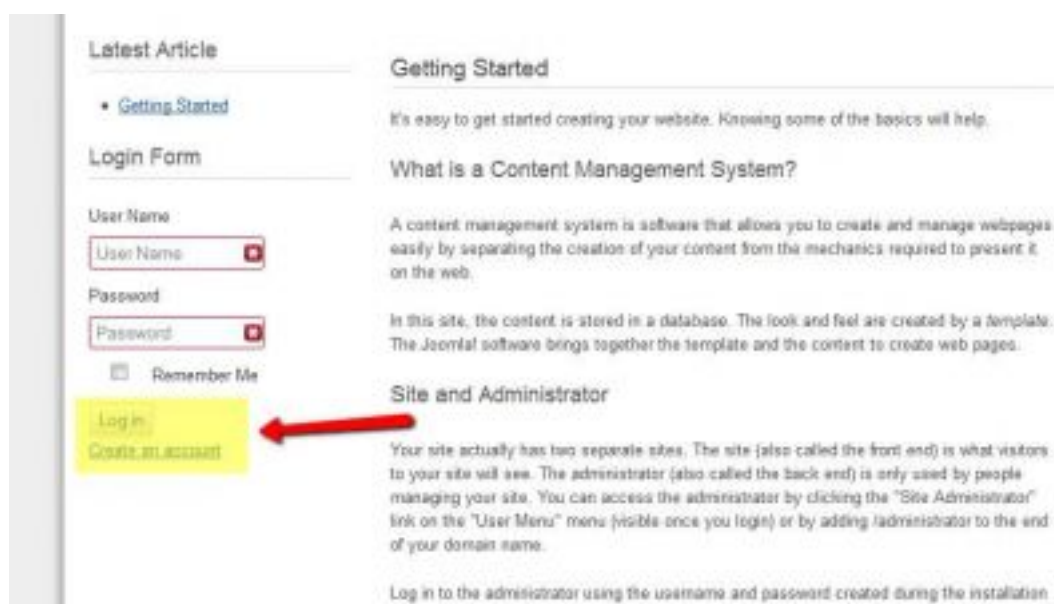 Latest Article
Getting Started
Login Form
User Name
User Name
Password
Password
Remember Me
Log in
Create an account
Getting Started
It's easy to get started creating your website. Knowing some of the basics will help.
What is a Content Management System?
A content management system is software that allows you to create and manage webpages
easily by separating the creation of your content from the mechanics required to present it
on the web.
In this site, the content is stored in a database. The look and feel are created by a template.
The Joomla! software brings together the template and the content to create web pages.
Site and Administrator
Your site actually has two separate sites. The site (also called the front end) is what visitors
to your site will see. The administrator (also called the back end) is only used by people
managing your site. You can access the administrator by clicking the "Site Administrator"
link on the "User Menu" menu (visible once you login) or by adding /administrator to the end
of your domain name.
Log in to the administrator using the username and password created during the installation